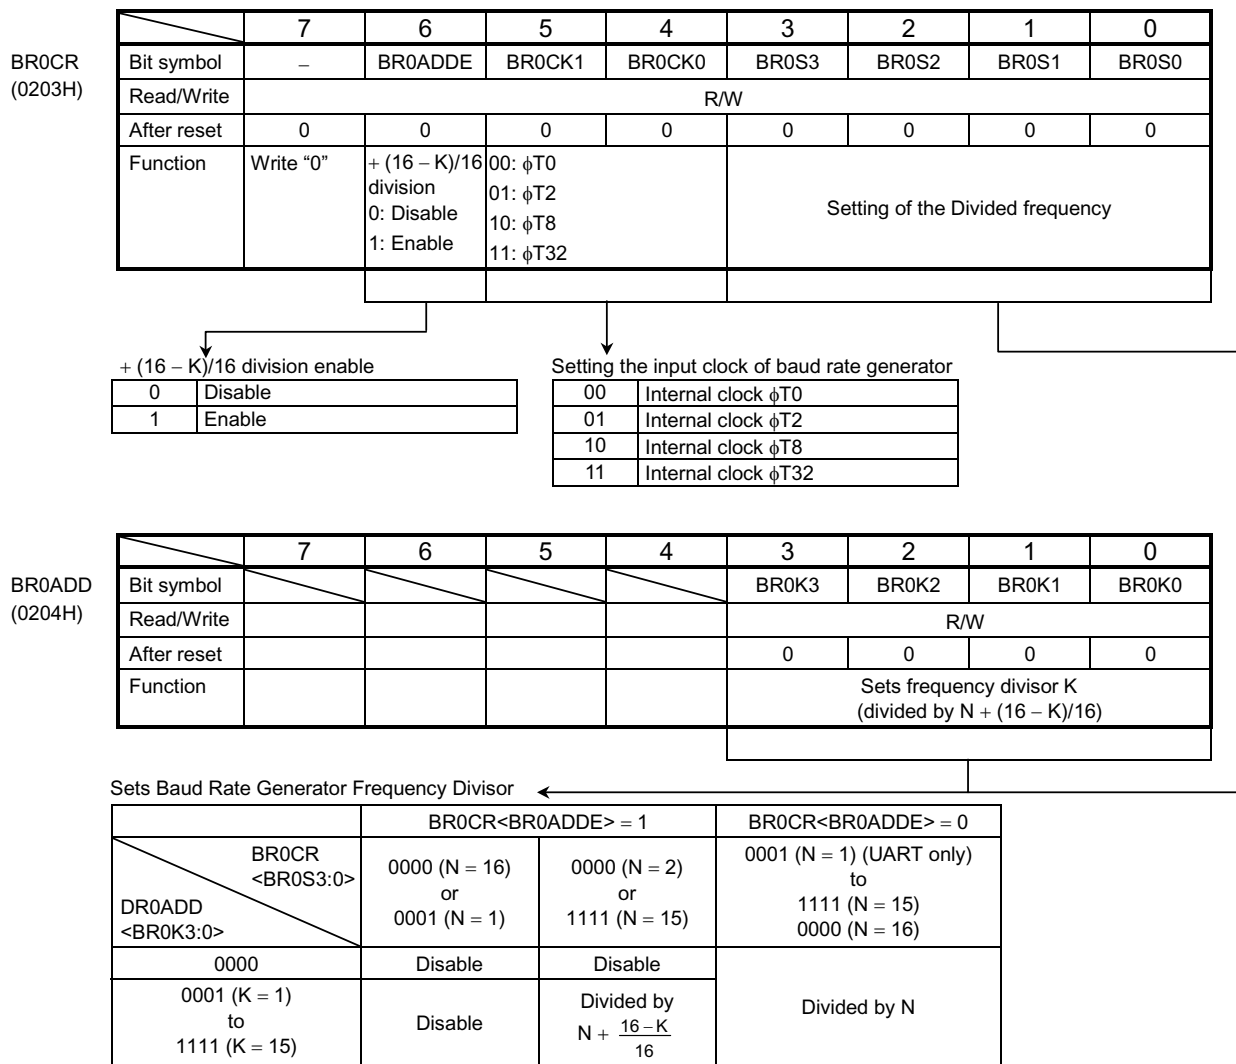 7 6 5 4 3 2 1 0
BR0CR
(0203H)
Bit symbol – BR0ADDE BR0CK1 BR0CK0 BR0S3 BR0S2 BR0S1 BR0S0
Read/Write R/W
After reset 0 0 0 0 0 0 0 0
Function Write “0” + (16 – K)/16 division 0: Disable 1: Enable 00: ϕT0 01: ϕT2 10: ϕT8 11: ϕT32 Setting of the Divided frequency
+ (16 – K)/16 division enable
0 Disable
1 Enable
Setting the input clock of baud rate generator
00 Internal clock ϕT0
01 Internal clock ϕT2
10 Internal clock ϕT8
11 Internal clock ϕT32
7 6 5 4 3 2 1 0
BR0ADD
(0204H)
Bit symbol BR0K3 BR0K2 BR0K1 BR0K0
Read/Write R/W
After reset 0 0 0 0
Function Sets frequency divisor K
(divided by N + (16 – K)/16)
Sets Baud Rate Generator Frequency Divisor
BR0CR<BR0ADDE> = 1 BR0CR<BR0ADDE> = 0
BR0CR
<BR0S3:0>
DR0ADD
<BR0K3:0>
0000 (N = 16)
or
0001 (N = 1)
0000 (N = 2)
or
1111 (N = 15)
0001 (N = 1) (UART only)
to
1111 (N = 15)
0000 (N = 16)
0000 Disable Disable
0001 (K = 1)
to
1111 (K = 15)
Disable
Divided by
N + 16 – K
16
Divided by N